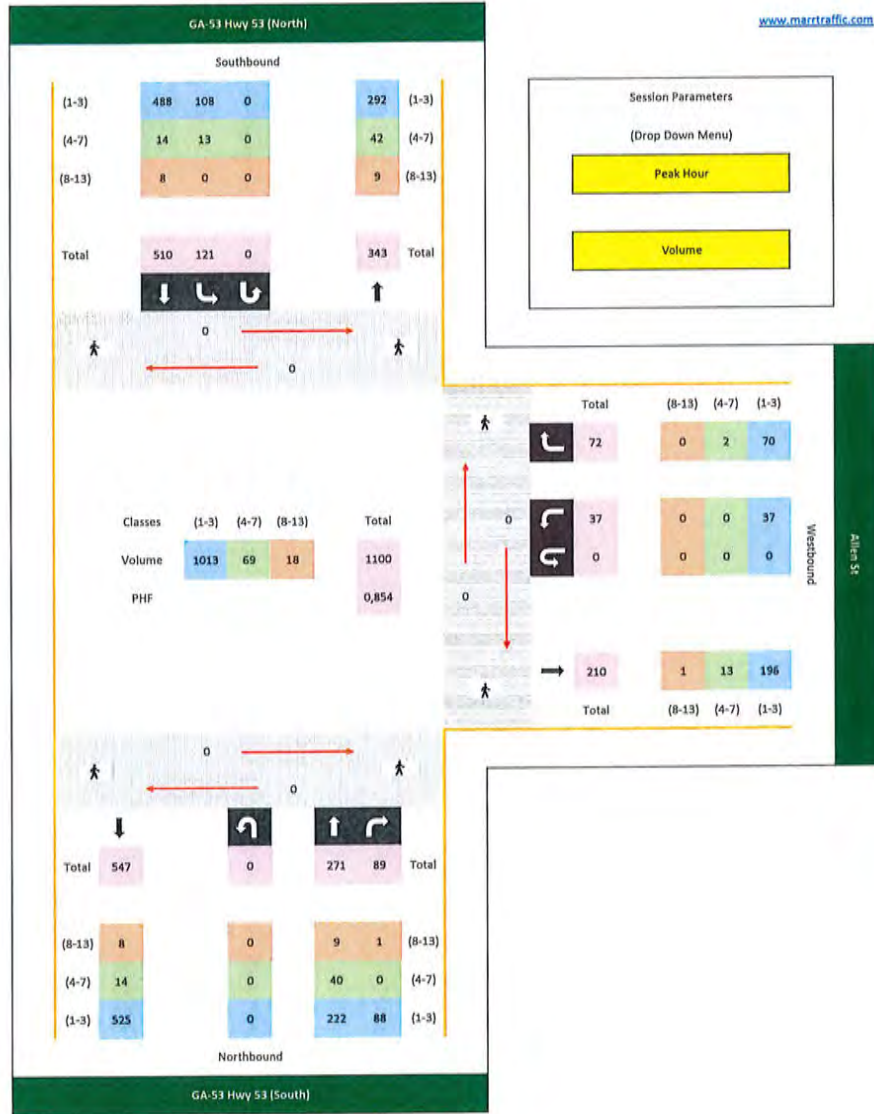 GA-53 Hwy 53 (North)
www.marrtraffic.com
Southbound
(1-3) 488 108 0 292 (1-3)
(4-7) 14 13 0 42 (4-7)
(8-13) 8 0 0 9 (8-13)
Total 510 121 0 343 Total
0
0
Session Parameters
(Drop Down Menu)
Peak Hour
Volume
Total (8-13) (4-7) (1-3)
72 0 2 70
0 37 0 0 37
0 0 0 0
0
210 1 13 196
Total (8-13) (4-7) (1-3)
Westbound
Allen St
Classes (1-3) (4-7) (8-13) Total
Volume 1013 69 18 1100
PHF 0,854
0
0
Total 547 0 271 89 Total
(8-13) 8 0 9 1 (8-13)
(4-7) 14 0 40 0 (4-7)
(1-3) 525 0 222 88 (1-3)
Northbound
GA-53 Hwy 53 (South)